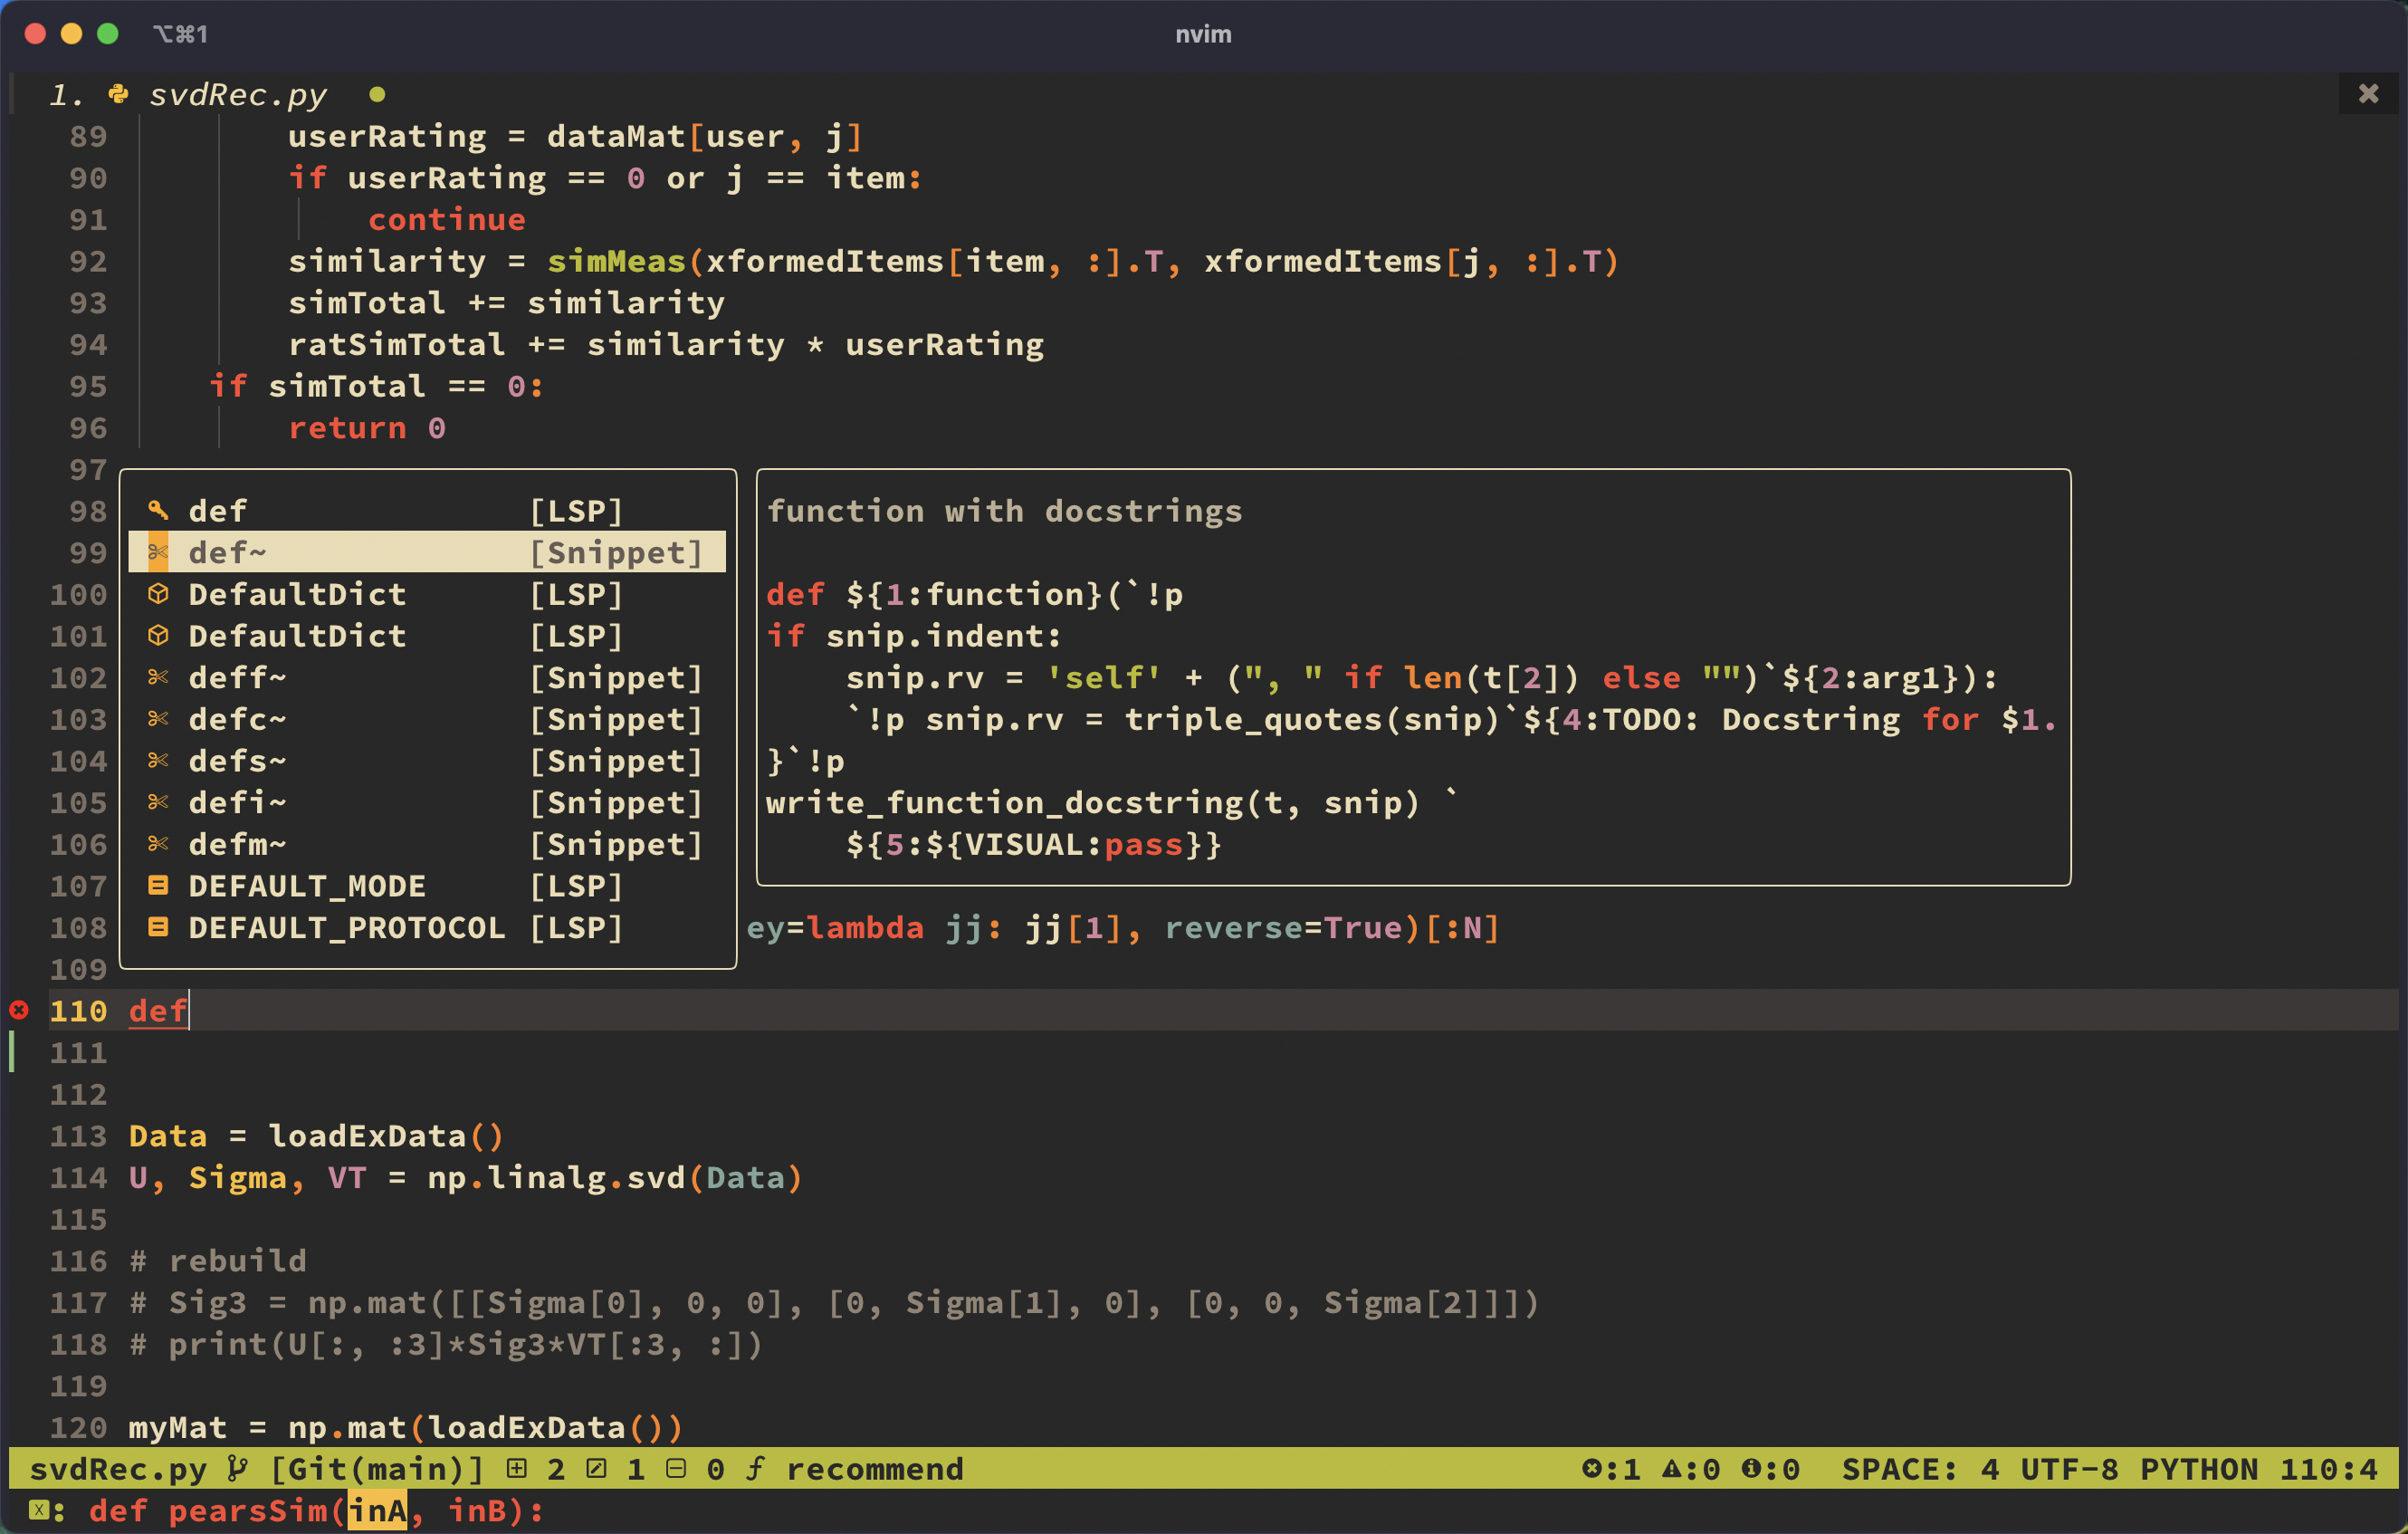 ⌥⌘1 nvim
1. svdRec.py
89 userRating = dataMat[user, j]
90 if userRating == 0 or j == item:
91 continue
92 similarity = simMeas(xformedItems[item, :].T, xformedItems[j, :].T)
93 simTotal += similarity
94 ratSimTotal += similarity * userRating
95 if simTotal == 0:
96 return 0
97
98 def [LSP] function with docstrings
99 def~ [Snippet]
100 DefaultDict [LSP] def ${1:function}(`!p
101 DefaultDict [LSP] if snip.indent:
102 deff~ [Snippet] snip.rv = 'self' + (", " if len(t[2]) else "")`${2:arg1}):
103 defc~ [Snippet] `!p snip.rv = triple_quotes(snip)`${4:TODO: Docstring for $1.
104 defs~ [Snippet] }`!p
105 defi~ [Snippet] write_function_docstring(t, snip) `
106 defm~ [Snippet] ${5:${VISUAL:pass}}
107 DEFAULT_MODE [LSP]
108 DEFAULT_PROTOCOL [LSP] ey=lambda jj: jj[1], reverse=True)[:N]
109
110 def
111
112
113 Data = loadExData()
114 U, Sigma, VT = np.linalg.svd(Data)
115
116 # rebuild
117 # Sig3 = np.mat([[Sigma[0], 0, 0], [0, Sigma[1], 0], [0, 0, Sigma[2]]])
118 # print(U[:, :3]*Sig3*VT[:3, :])
119
120 myMat = np.mat(loadExData())
svdRec.py [Git(main)] 2 1 0 ƒ recommend :1 :0 :0 SPACE: 4 UTF-8 PYTHON 110:4
X: def pearsSim(inA, inB):